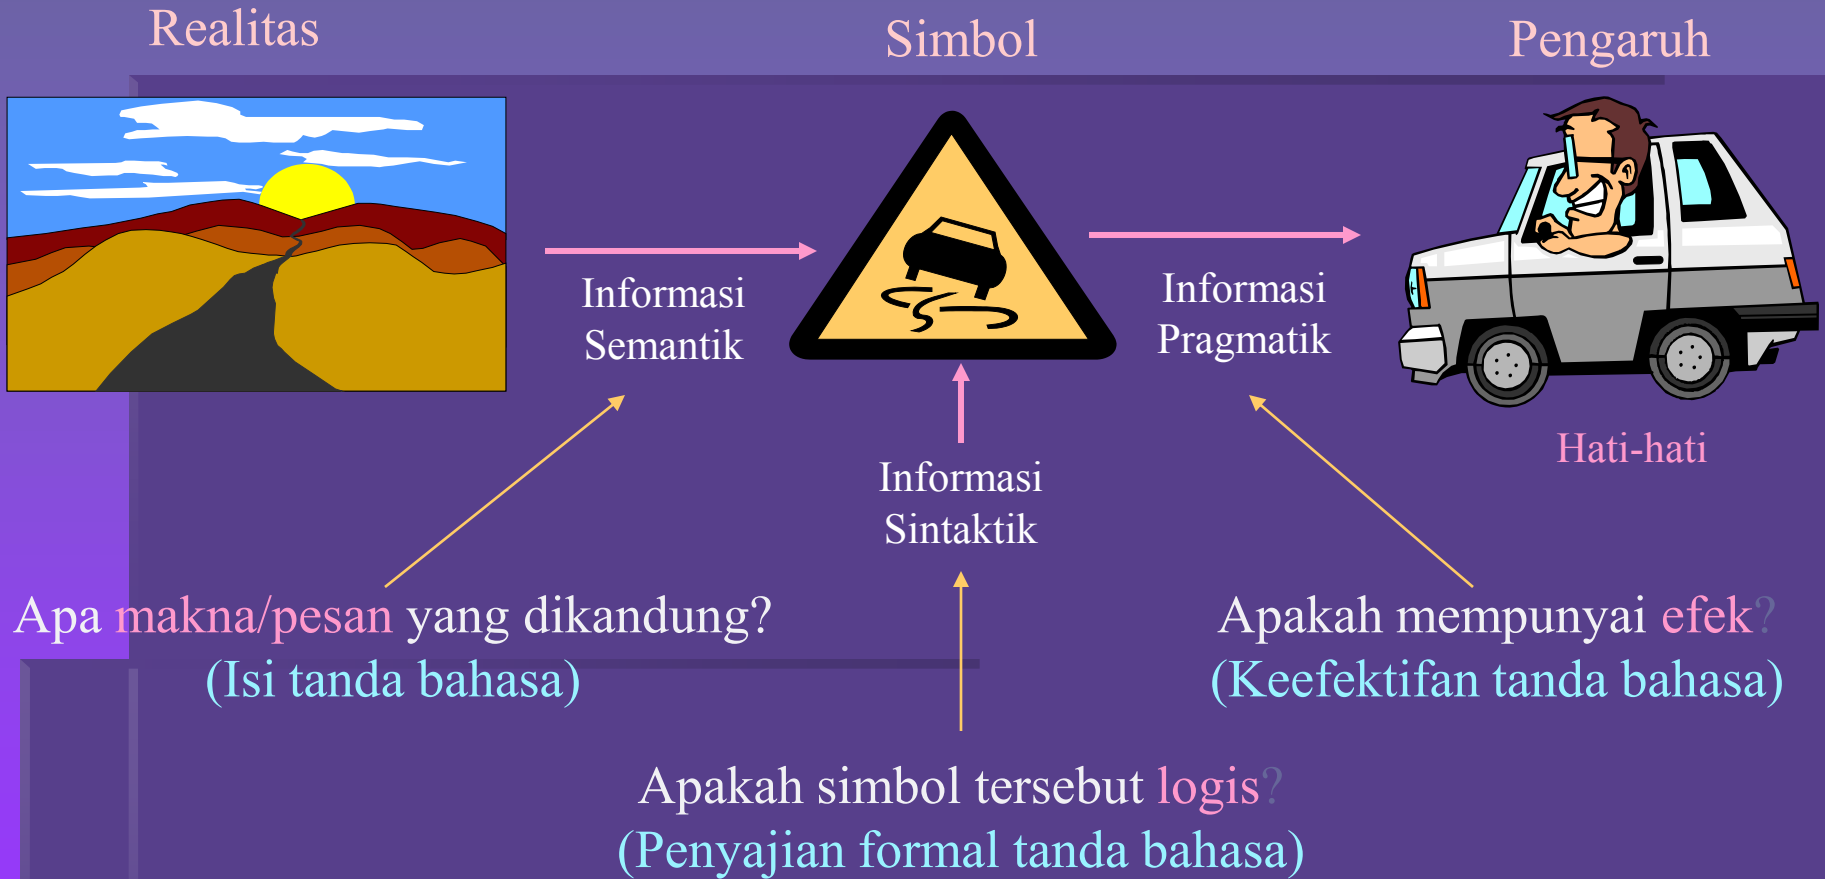 Realitas
Simbol
Pengaruh
Informasi
Semantik
Informasi
Pragmatik
Hati-hati
Informasi
Sintaktik
Apa makna/pesan yang dikandung?
(Isi tanda bahasa)
Apakah mempunyai efek?
(Keefektifan tanda bahasa)
Apakah simbol tersebut logis?
(Penyajian formal tanda bahasa)